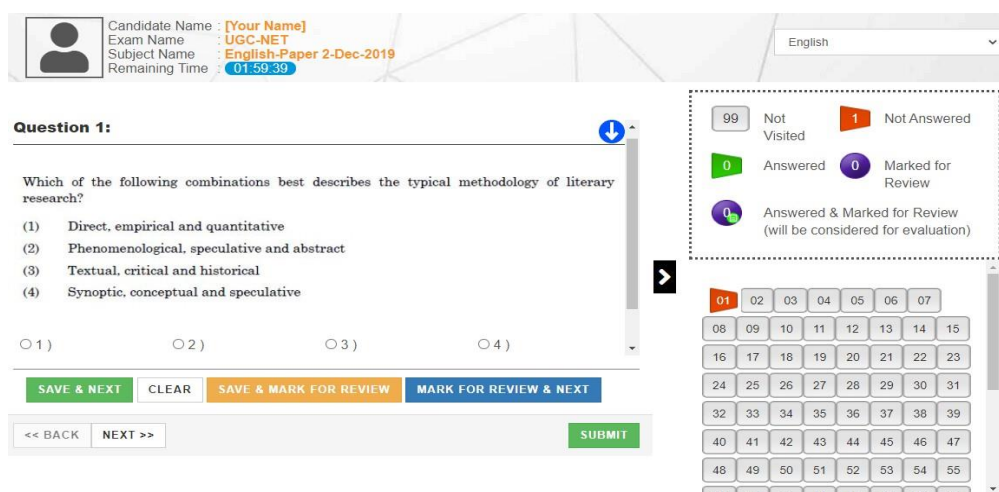 Candidate Name : [Your Name]
Exam Name : UGC-NET
Subject Name : English-Paper 2-Dec-2019
Remaining Time : 01:59:39
English
Question 1:
Which of the following combinations best describes the typical methodology of literary
research?
(1) Direct, empirical and quantitative
(2) Phenomenological, speculative and abstract
(3) Textual, critical and historical
(4) Synoptic, conceptual and speculative
1 )
2 )
3 )
4 )
SAVE & NEXT
CLEAR
SAVE & MARK FOR REVIEW
MARK FOR REVIEW & NEXT
<< BACK
NEXT >>
SUBMIT
99 Not
Visited
1 Not Answered
0 Answered
0 Marked for
Review
0 Answered & Marked for Review
(will be considered for evaluation)
01 02 03 04 05 06 07
08 09 10 11 12 13 14 15
16 17 18 19 20 21 22 23
24 25 26 27 28 29 30 31
32 33 34 35 36 37 38 39
40 41 42 43 44 45 46 47
48 49 50 51 52 53 54 55